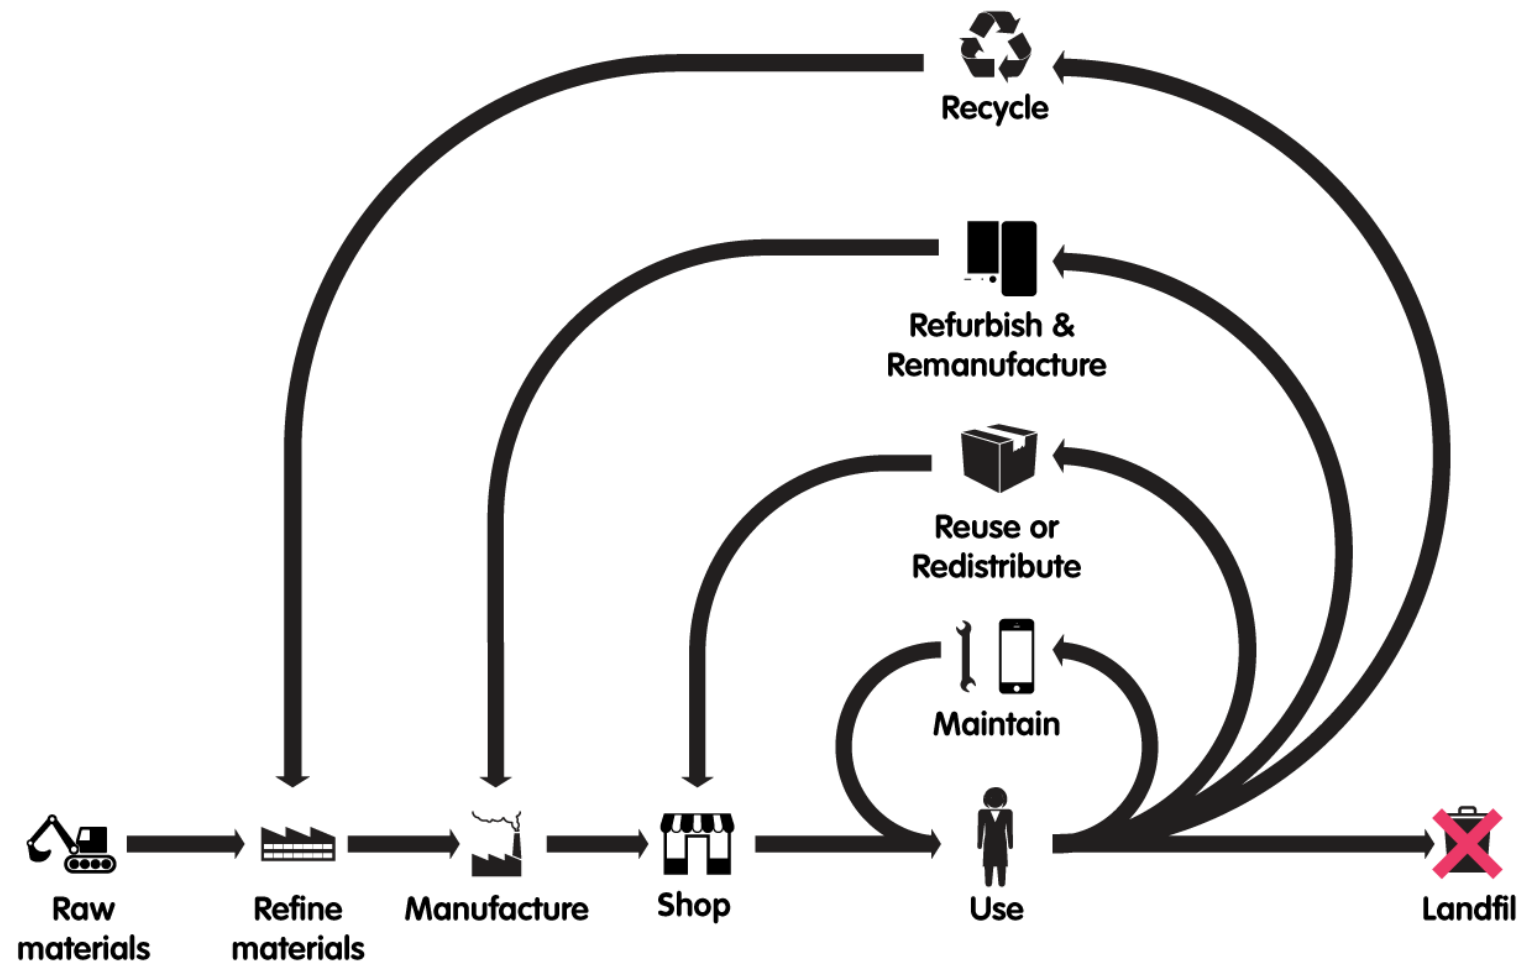 Recycle
Refurbish &
Remanufacture
Reuse or
Redistribute
Maintain
Raw
materials
Refine
materials
Manufacture
Shop
Use
Landfil